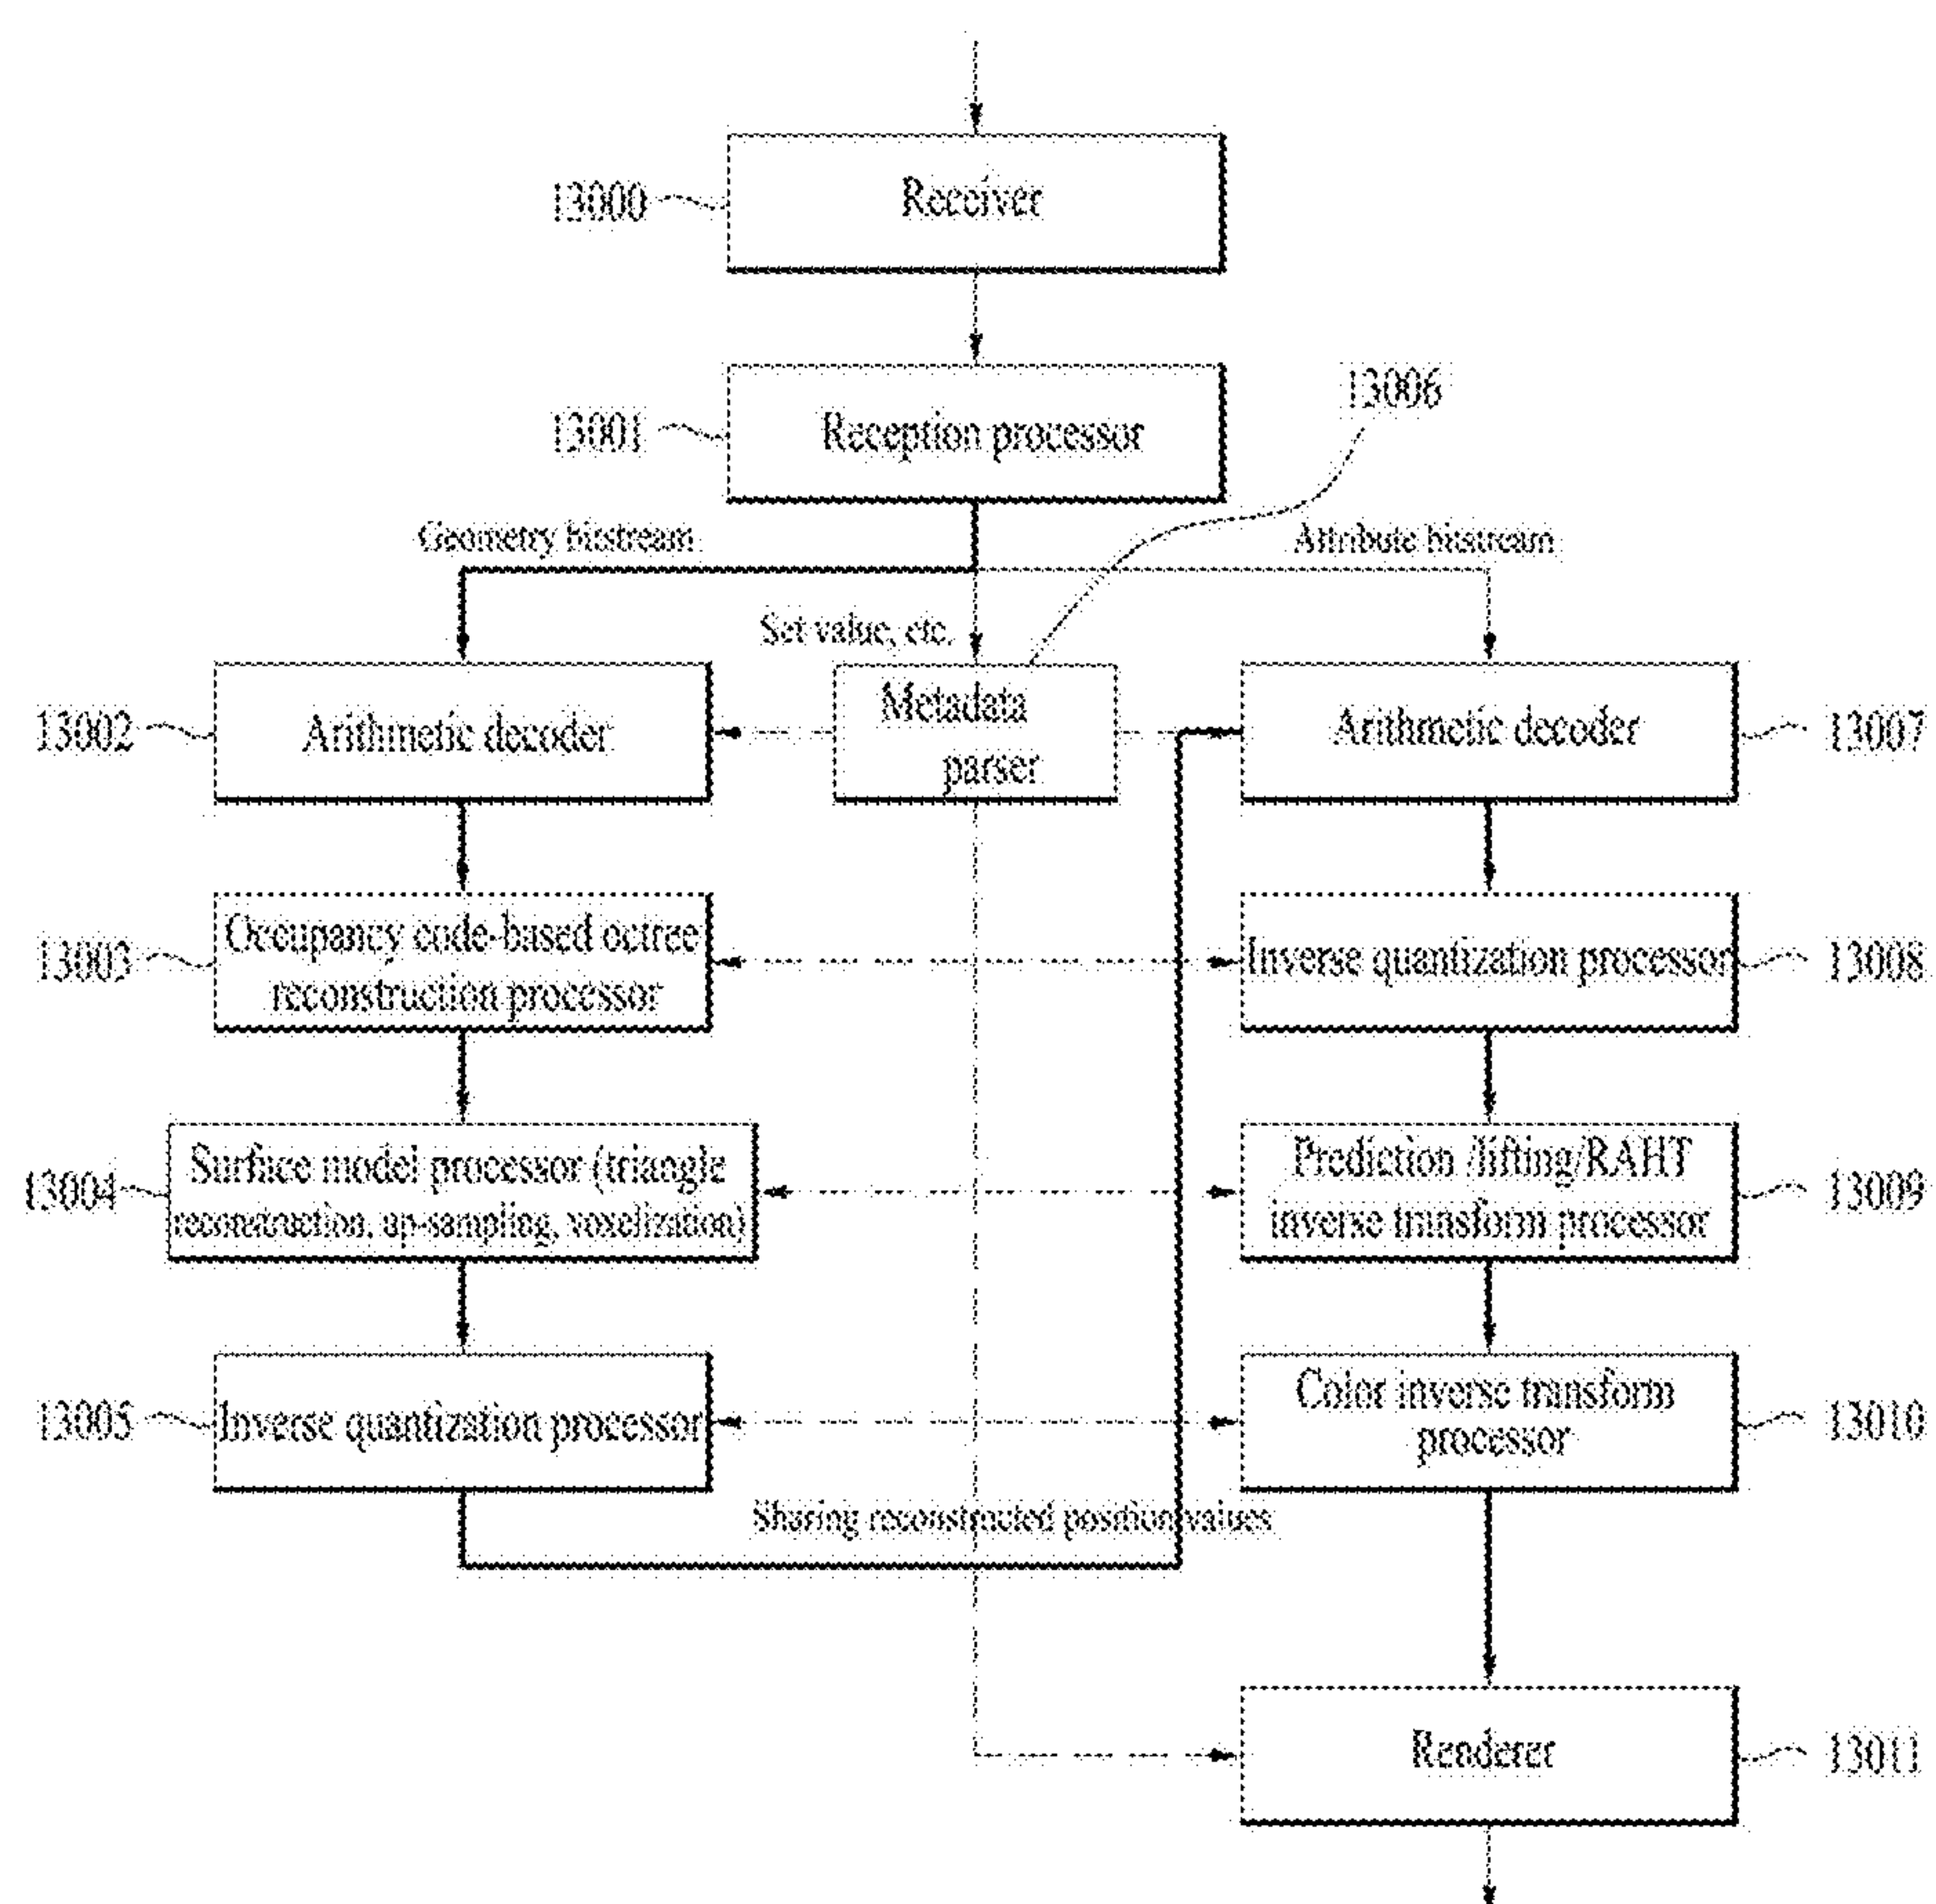 13000
Receiver
13001
Reception processor
13006
Geometry bitstream
Attribute bitstream
Set value, etc.
13002
Arithmetic decoder
Metadata
parser
Arithmetic decoder
13007
13003
Occupancy code-based octree
reconstruction processor
Inverse quantization processor
13008
13004
Surface model processor (triangle
reconstruction, up-sampling, voxelization)
Prediction /lifting/RAHT
inverse transform processor
13009
13005
Inverse quantization processor
Color inverse transform
processor
13010
Sharing reconstructed position values
Renderer
13011